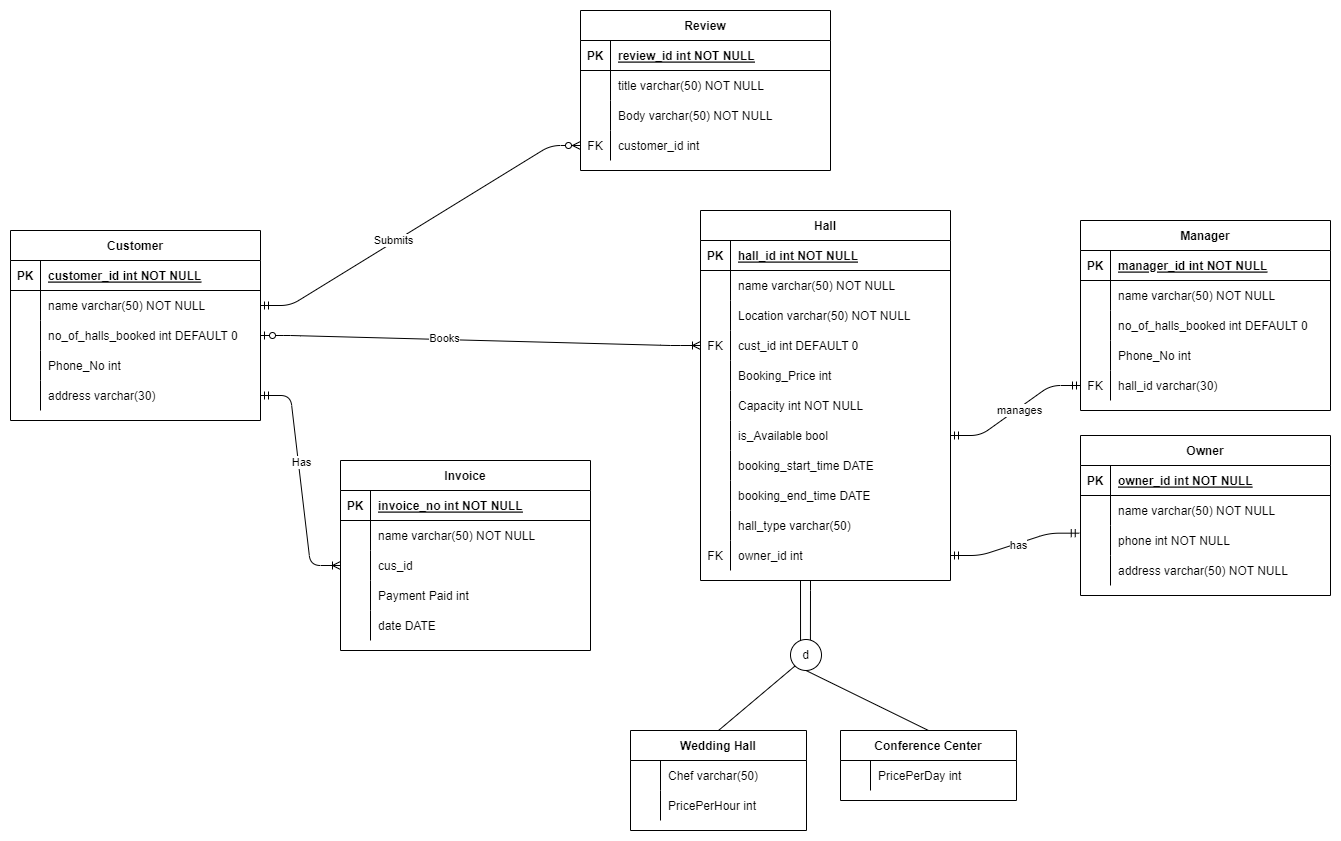 Review
PK review_id int NOT NULL
title varchar(50) NOT NULL
Body varchar(50) NOT NULL
FK customer_id int
Submits
Customer
PK customer_id int NOT NULL
name varchar(50) NOT NULL
no_of_halls_booked int DEFAULT 0
Phone_No int
address varchar(30)
Books
Has
Hall
PK hall_id int NOT NULL
name varchar(50) NOT NULL
Location varchar(50) NOT NULL
FK cust_id int DEFAULT 0
Booking_Price int
Capacity int NOT NULL
is_Available bool
booking_start_time DATE
booking_end_time DATE
hall_type varchar(50)
FK owner_id int
Manager
PK manager_id int NOT NULL
name varchar(50) NOT NULL
no_of_halls_booked int DEFAULT 0
Phone_No int
FK hall_id varchar(30)
manages
Owner
PK owner_id int NOT NULL
name varchar(50) NOT NULL
phone int NOT NULL
address varchar(50) NOT NULL
has
Invoice
PK invoice_no int NOT NULL
name varchar(50) NOT NULL
cus_id
Payment Paid int
date DATE
d
Wedding Hall
Chef varchar(50)
PricePerHour int
Conference Center
PricePerDay int